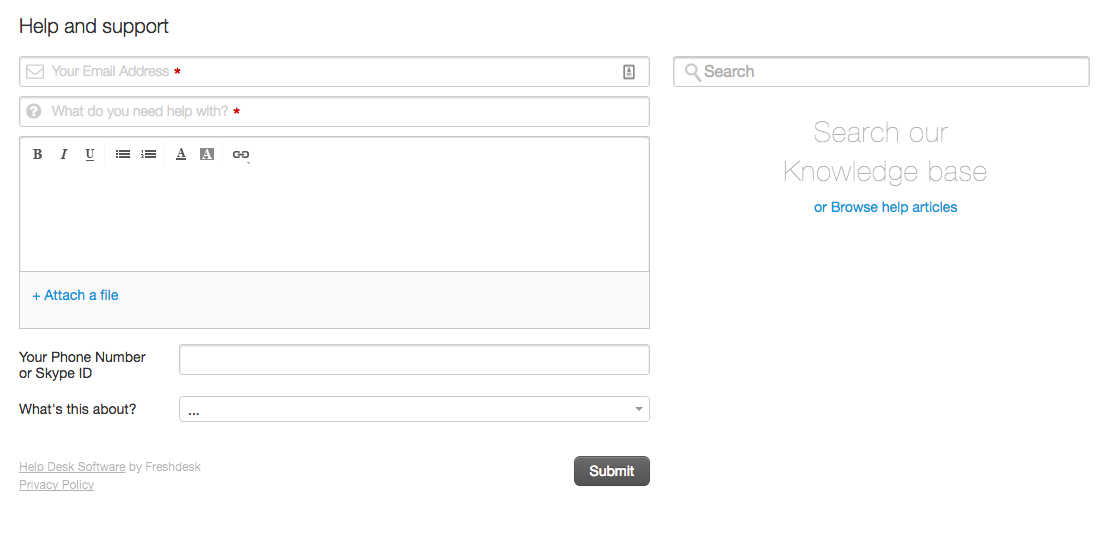 Help and support
Your Email Address *
What do you need help with? *
B I U A A
+ Attach a file
Your Phone Number
or Skype ID
What's this about?
...
Help Desk Software by Freshdesk
Privacy Policy
Submit
Search
Search our
Knowledge base
or Browse help articles